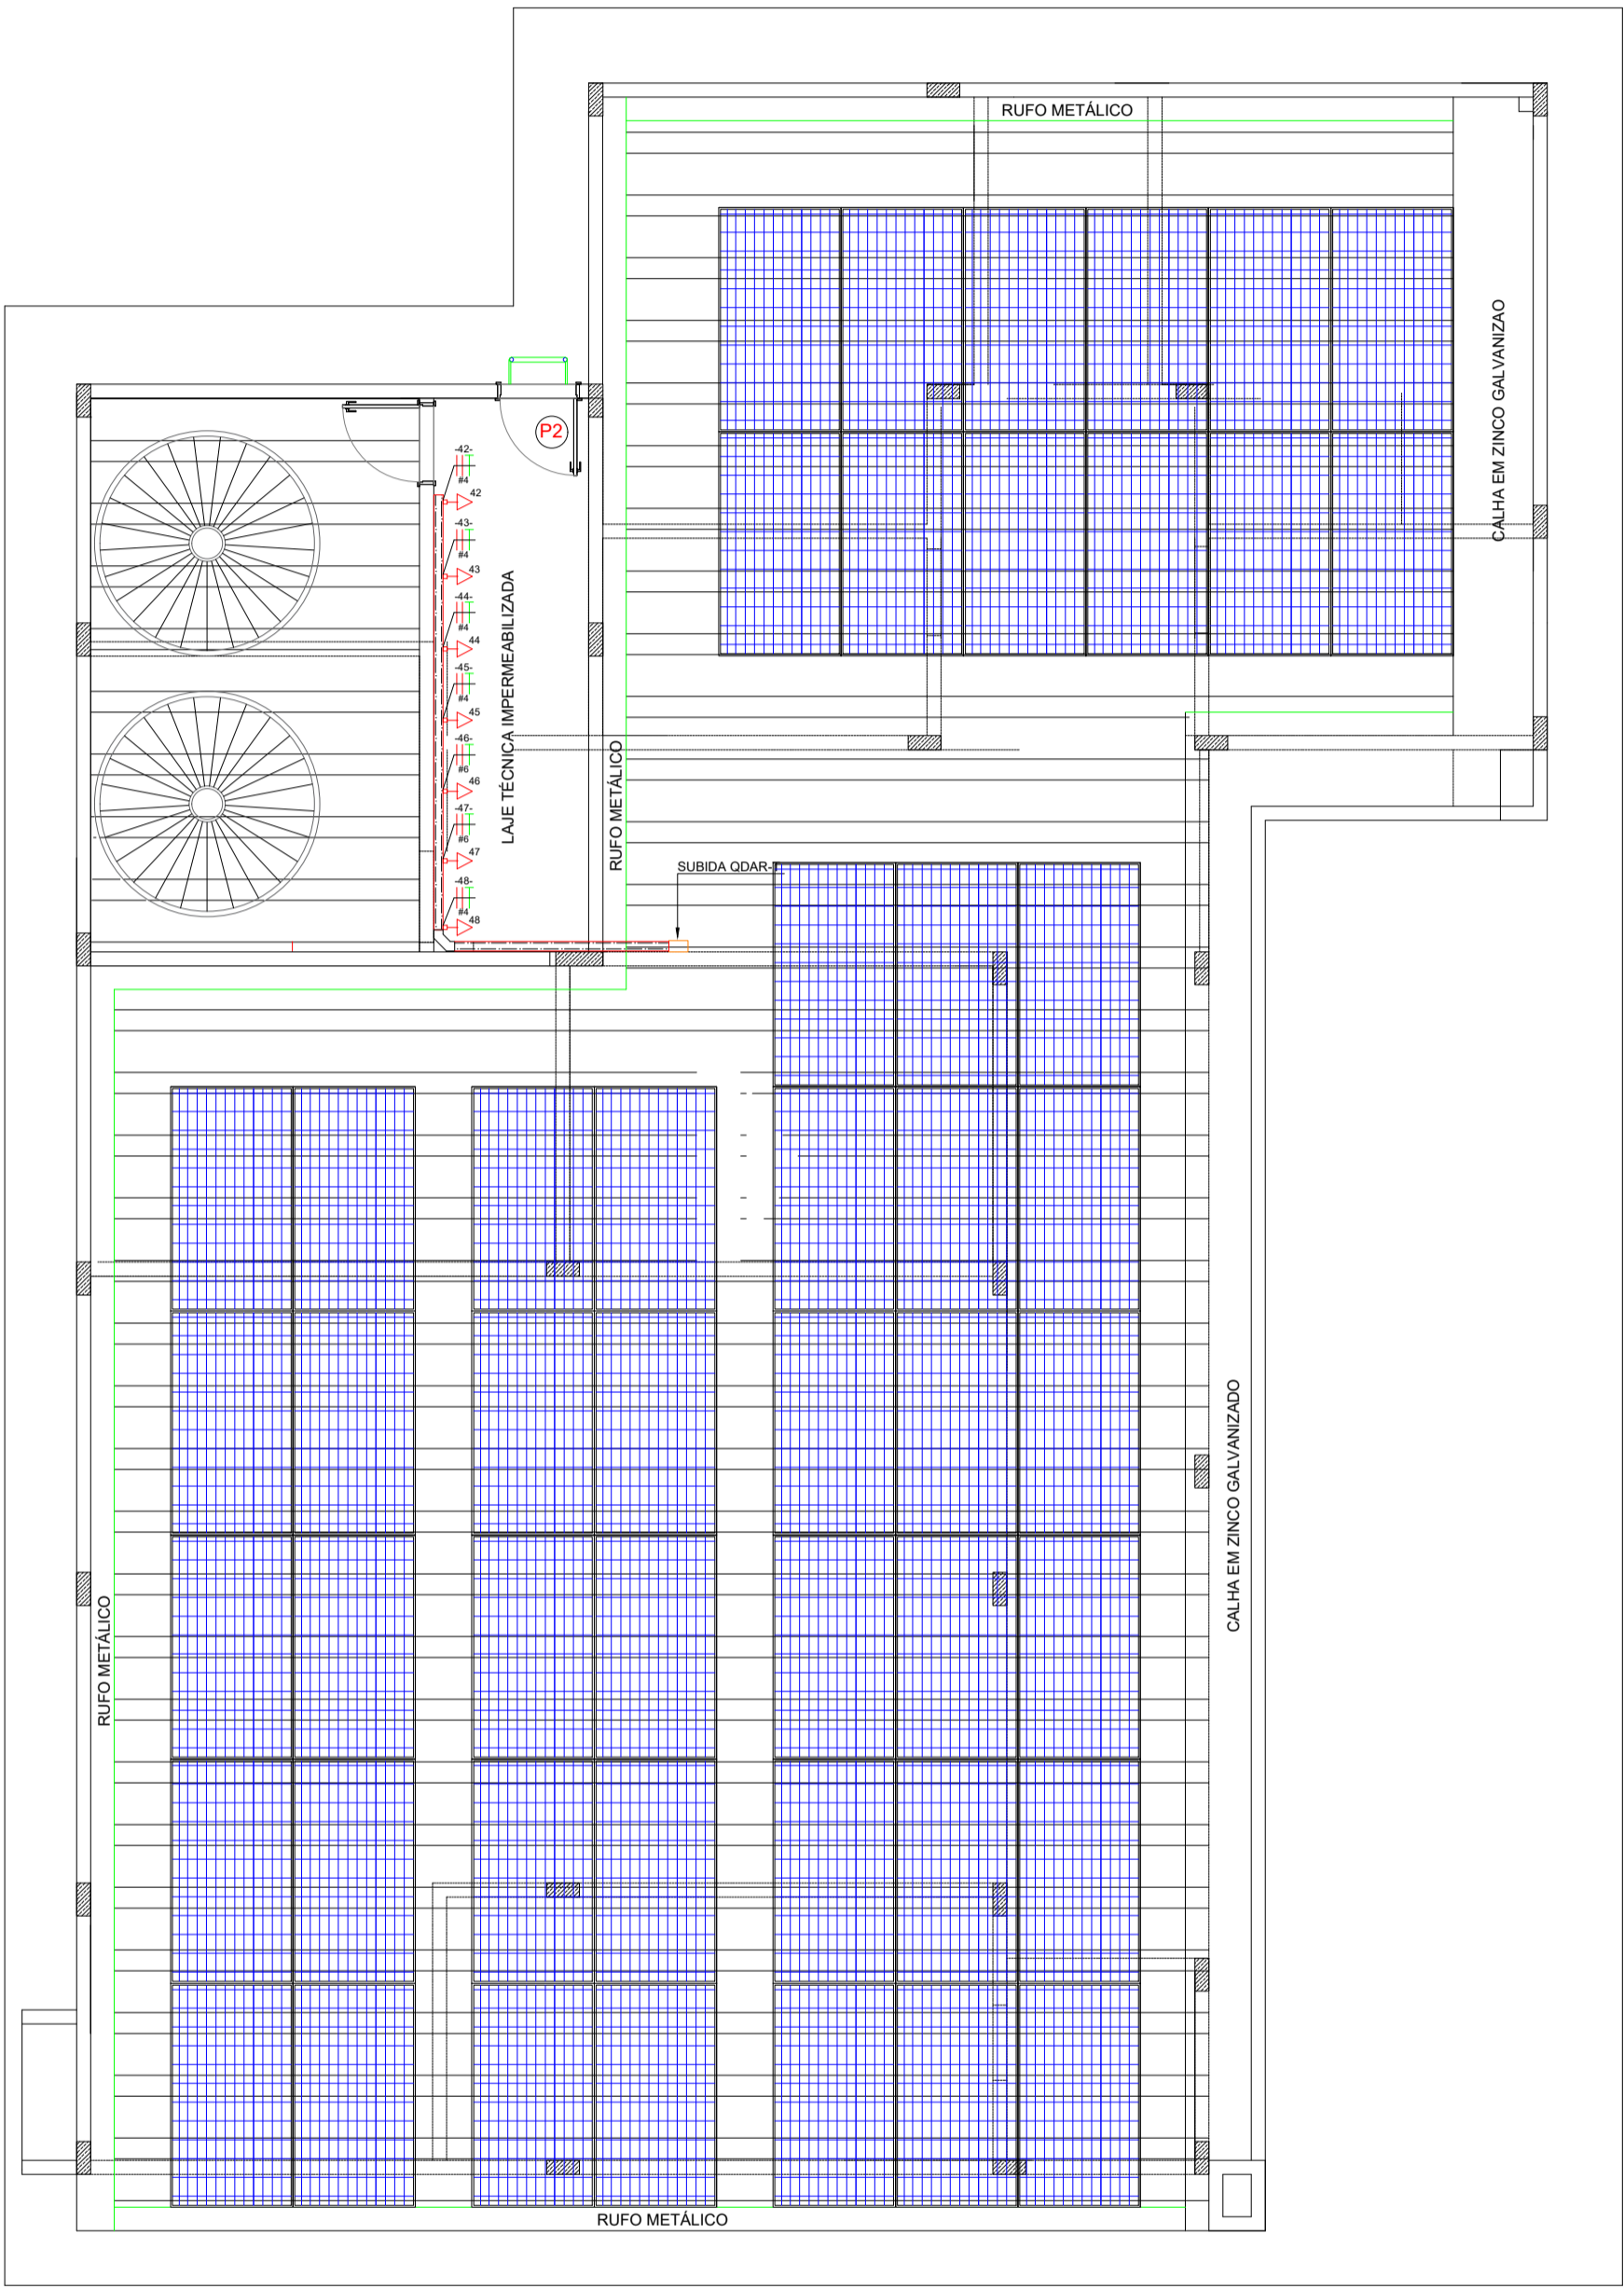 RUFO METÁLICO
CALHA EM ZINCO GALVANIZAO
P2
-42-
#4
42
-43-
#4
43
-44-
#4
44
-45-
#4
45
-46-
#6
46
-47-
#6
47
-48-
#4
48
LAJE TÉCNICA IMPERMEABILIZADA
RUFO METÁLICO
SUBIDA QDAR-T
CALHA EM ZINCO GALVANIZADO
RUFO METÁLICO
RUFO METÁLICO